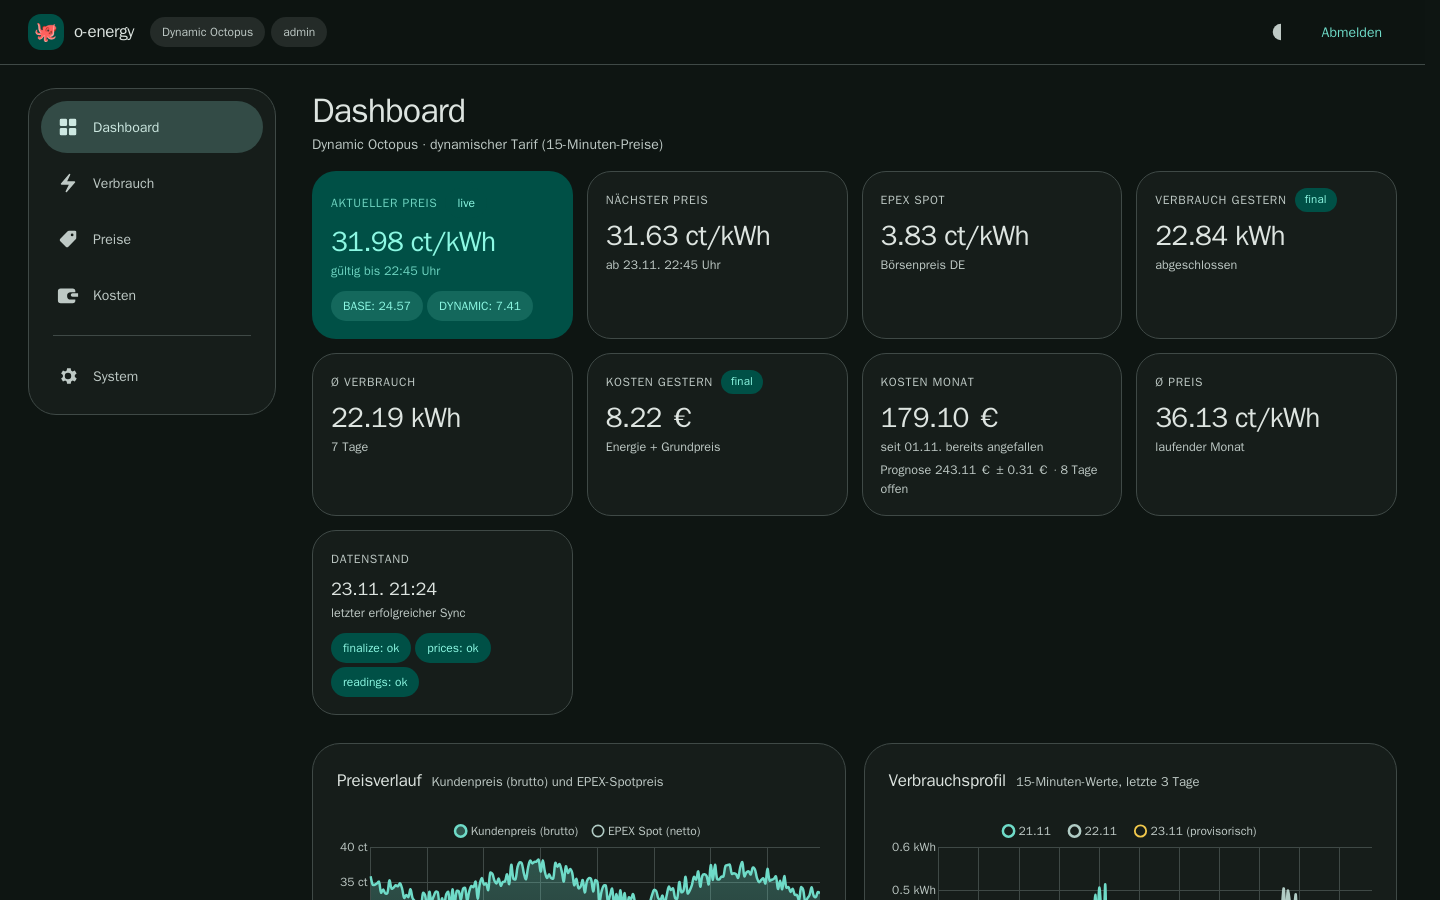 o-energy
Dynamic Octopus
admin
Abmelden
Dashboard
Verbrauch
Preise
Kosten
System
Dashboard
Dynamic Octopus · dynamischer Tarif (15-Minuten-Preise)
AKTUELLER PREIS live
31.98 ct/kWh
gültig bis 22:45 Uhr
BASE: 24.57 DYNAMIC: 7.41
NÄCHSTER PREIS
31.63 ct/kWh
ab 23.11. 22:45 Uhr
EPEX SPOT
3.83 ct/kWh
Börsenpreis DE
VERBRAUCH GESTERN final
22.84 kWh
abgeschlossen
Ø VERBRAUCH
22.19 kWh
7 Tage
KOSTEN GESTERN final
8.22 €
Energie + Grundpreis
KOSTEN MONAT
179.10 €
seit 01.11. bereits angefallen
Prognose 243.11 € ± 0.31 € · 8 Tage
offen
Ø PREIS
36.13 ct/kWh
laufender Monat
DATENSTAND
23.11. 21:24
letzter erfolgreicher Sync
finalize: ok prices: ok
readings: ok
Preisverlauf Kundenpreis (brutto) und EPEX-Spotpreis
Kundenpreis (brutto) EPEX Spot (netto)
40 ct
35 ct
Verbrauchsprofil 15-Minuten-Werte, letzte 3 Tage
21.11 22.11 23.11 (provisorisch)
0.6 kWh
0.5 kWh